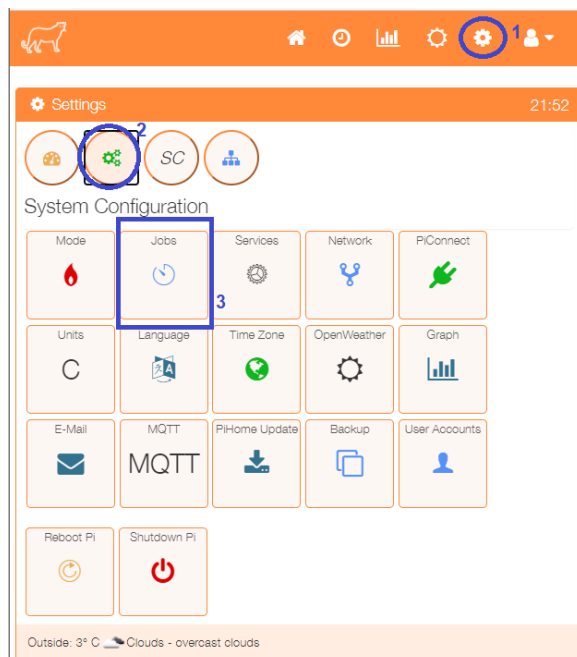 1
Settings 21:52
2
SC
System Configuration
Mode Jobs Services Network PiConnect
3
Units Language Time Zone OpenWeather Graph
C A
E-Mail MQTT PiHome Update Backup User Accounts
MQTT
Reboot Pi Shutdown Pi
Outside: 3° C Clouds - overcast clouds